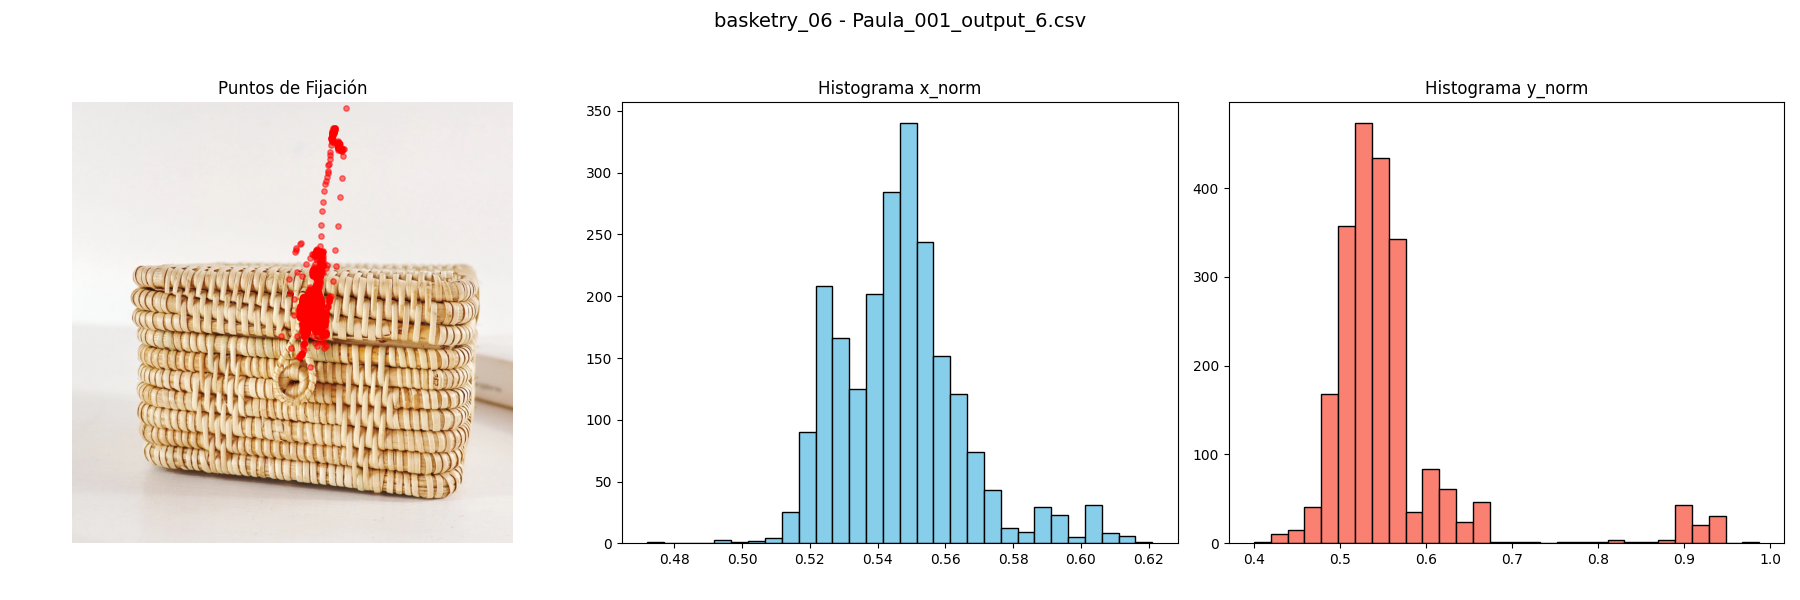 basketry_06 - Paula_001_output_6.csv
Puntos de Fijación
Histograma x_norm
350
300
250
200
150
100
50
0
0.48 0.50 0.52 0.54 0.56 0.58 0.60 0.62
Histograma y_norm
400
300
200
100
0
0.4 0.5 0.6 0.7 0.8 0.9 1.0